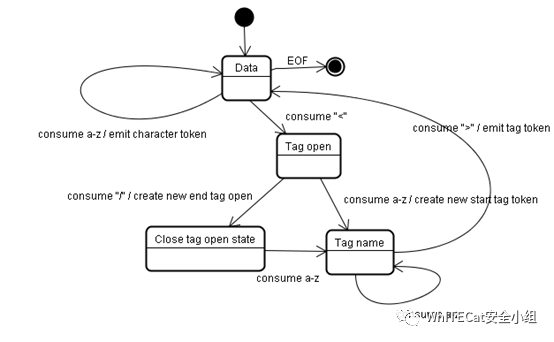 EOF
Data
consume a-z / emit character token
consume "<"
consume ">" / emit tag token
Tag open
consume "/" / create new end tag open
consume a-z / create new start tag token
Close tag open state
Tag name
consume a-z
WhITECat安全小组